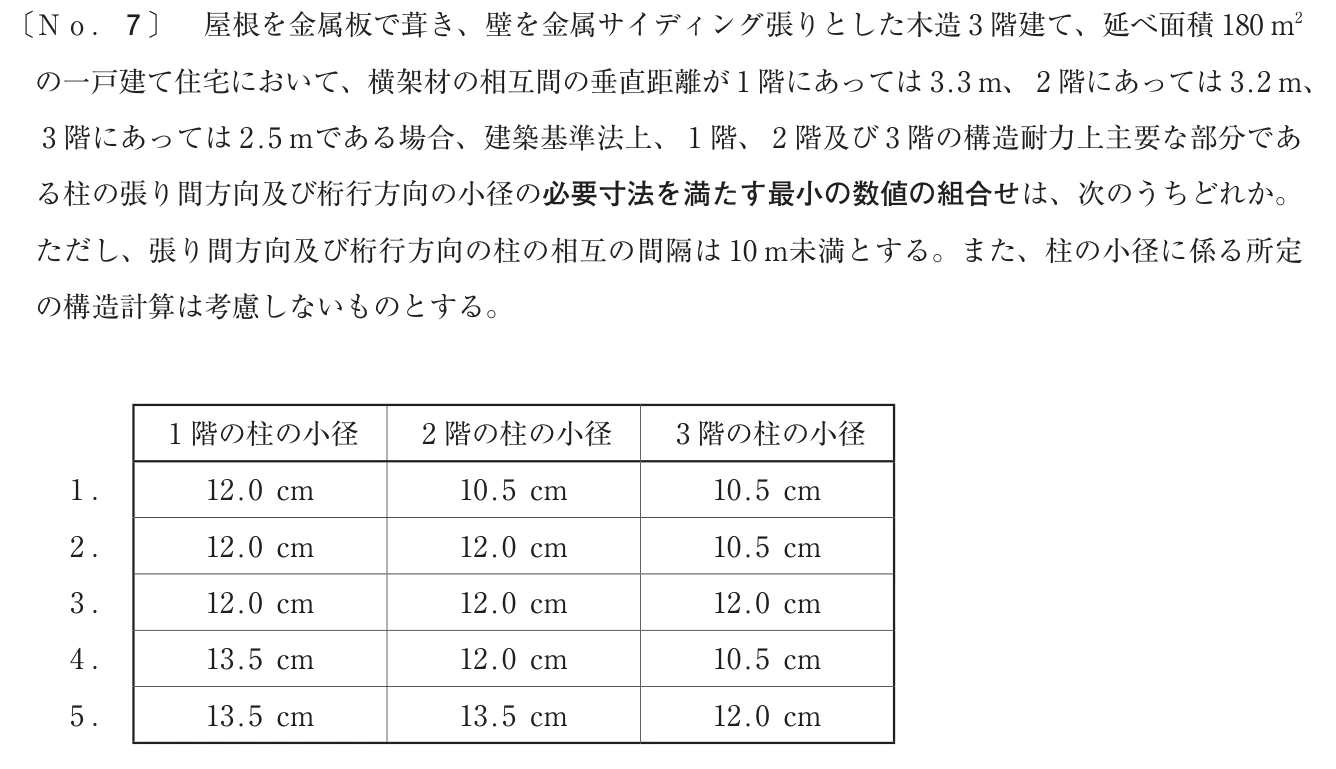 〔Ｎｏ． 7〕 屋根を金属板で葺き、壁を金属サイディング張りとした木造３階建て、延べ面積 180 m²
の一戸建て住宅において、横架材の相互間の垂直距離が１階にあっては 3.3 m、２階にあっては 3.2 m、
３階にあっては 2.5 mである場合、建築基準法上、１階、２階及び３階の構造耐力上主要な部分であ
る柱の張り間方向及び桁行方向の小径の必要寸法を満たす最小の数値の組合せは、次のうちどれか。
ただし、張り間方向及び桁行方向の柱の相互の間隔は 10 m未満とする。また、柱の小径に係る所定
の構造計算は考慮しないものとする。
１階の柱の小径 ２階の柱の小径 ３階の柱の小径
１. 12.0 cm 10.5 cm 10.5 cm
２. 12.0 cm 12.0 cm 10.5 cm
３. 12.0 cm 12.0 cm 12.0 cm
４. 13.5 cm 12.0 cm 10.5 cm
５. 13.5 cm 13.5 cm 12.0 cm